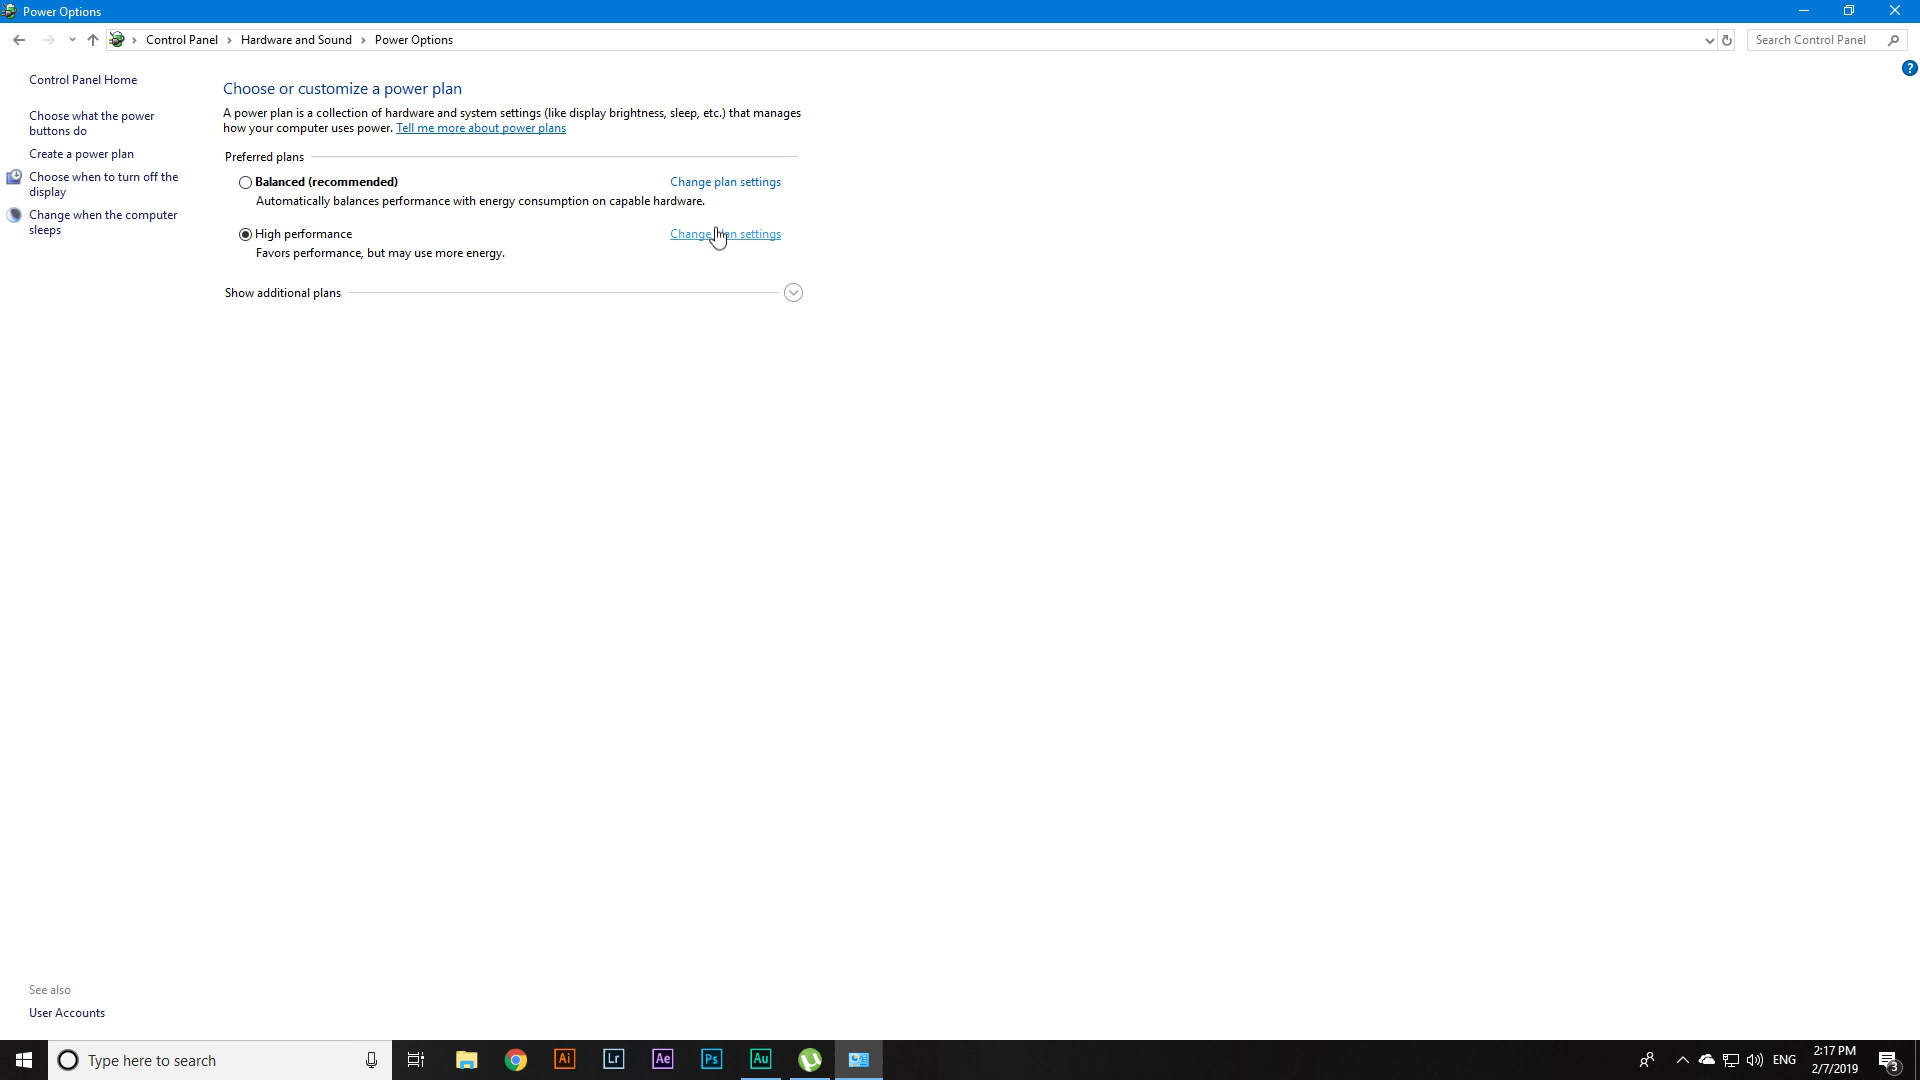 Power Options
Control Panel › Hardware and Sound › Power Options
Search Control Panel
?
Control Panel Home
Choose what the power
buttons do
Create a power plan
Choose when to turn off the
display
Change when the computer
sleeps
Choose or customize a power plan
A power plan is a collection of hardware and system settings (like display brightness, sleep, etc.) that manages
how your computer uses power. Tell me more about power plans
Preferred plans
Balanced (recommended)
Change plan settings
Automatically balances performance with energy consumption on capable hardware.
High performance
Change plan settings
Favors performance, but may use more energy.
Show additional plans
See also
User Accounts
Type here to search
Ai
Lr
Ae
Ps
Au
ENG
2:17 PM
2/7/2019
3